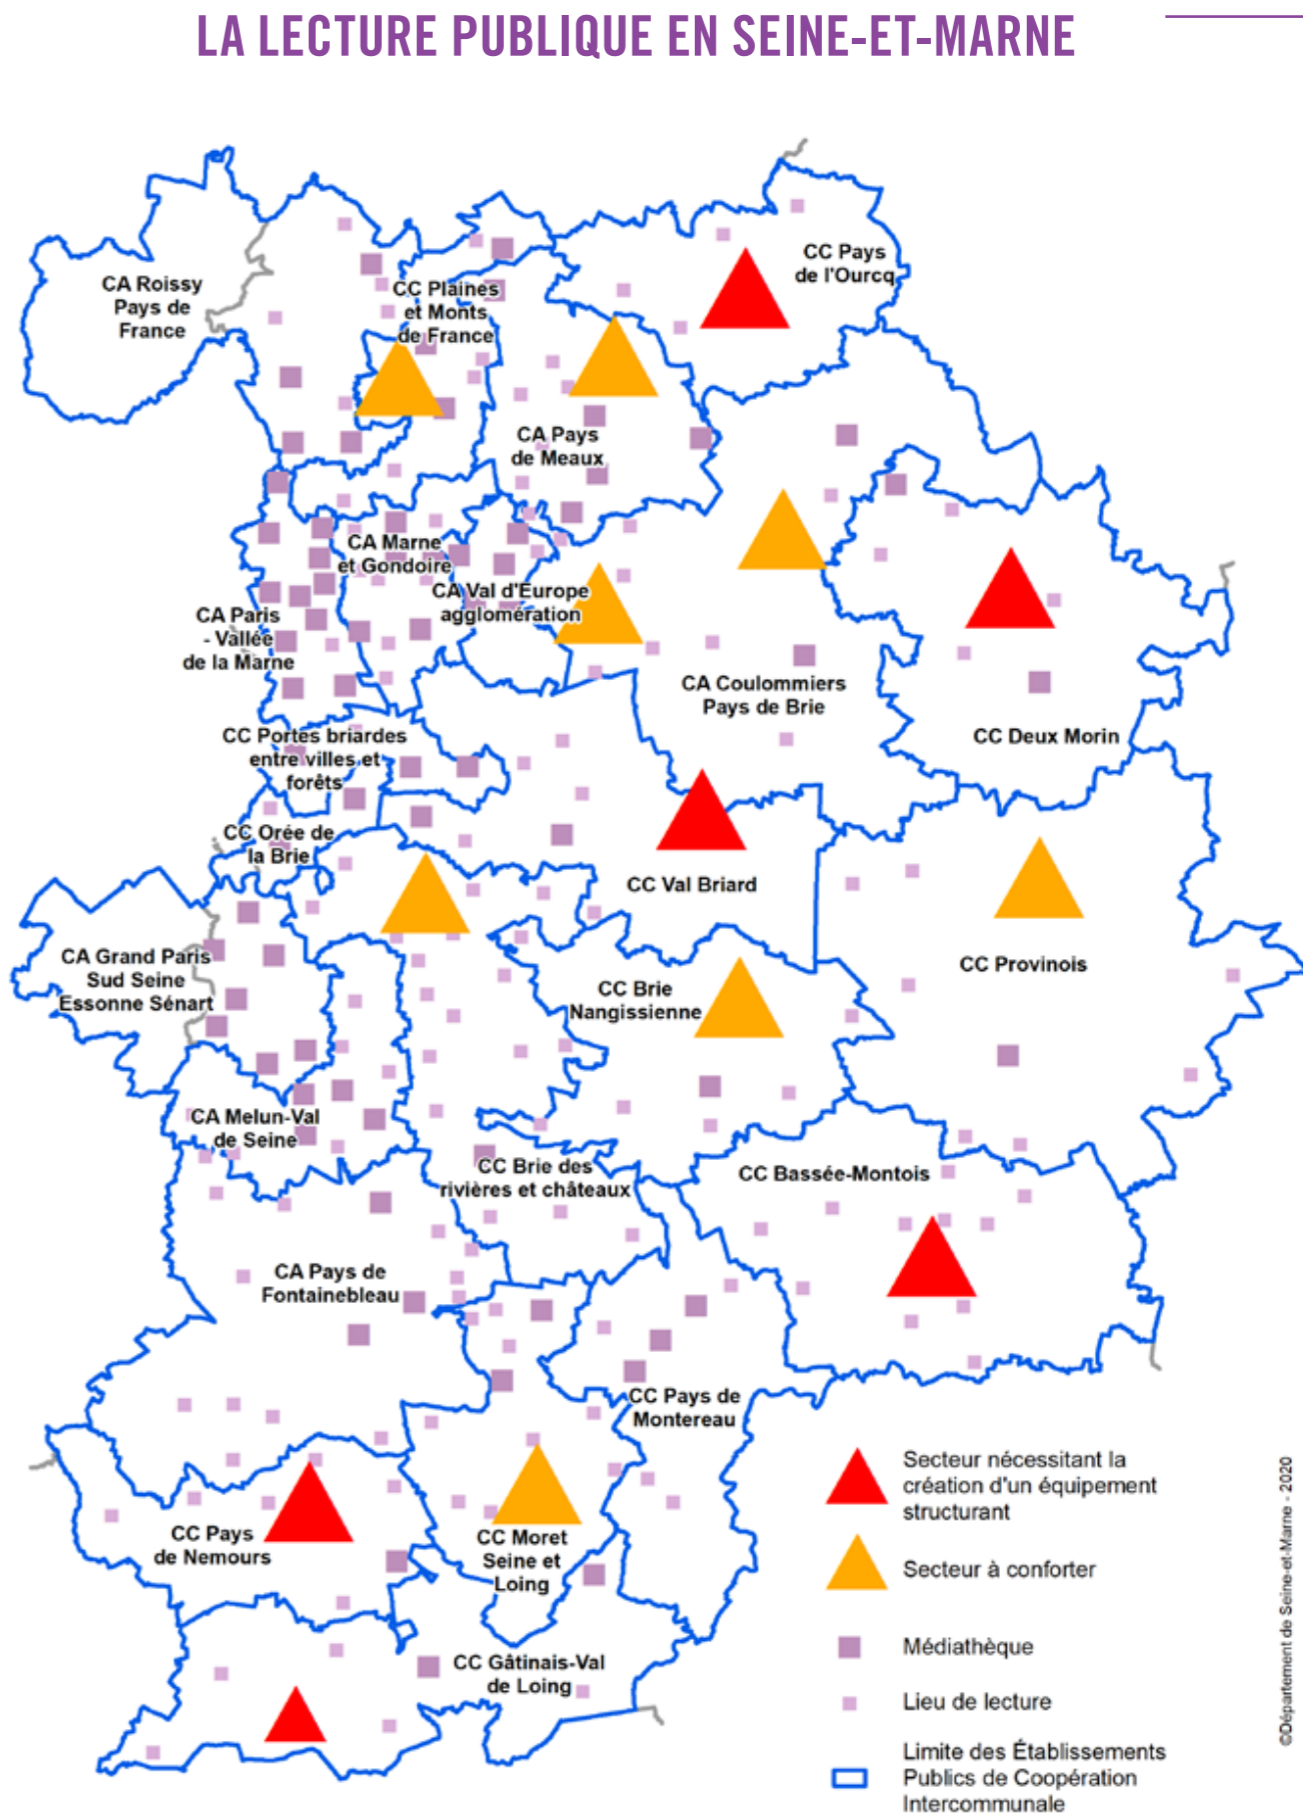 LA LECTURE PUBLIQUE EN SEINE-ET-MARNE
CC Pays
de l'Ourcq
CA Roissy
Pays de
France
CC Plaines
et Monts
de France
CA Pays
de Meaux
CA Marne
et Gondoire
CA Val d'Europe
agglomération
CA Paris
- Vallée
de la Marne
CA Coulommiers
Pays de Brie
CC Deux Morin
CC Portes briardes
entre villes et
forêts
CC Orée de
la Brie
CC Val Briard
CA Grand Paris
Sud Seine
Essonne Sénart
CC Brie
Nangissienne
CC Provinois
CA Melun-Val
de Seine
CC Brie des
rivières et châteaux
CC Bassée-Montois
CA Pays de
Fontainebleau
CC Pays de
Montereau
CC Pays
de Nemours
CC Moret
Seine et
Loing
CC Gâtinais-Val
de Loing
Secteur nécessitant la
création d'un équipement
structurant
Secteur à conforter
Médiathèque
Lieu de lecture
Limite des Établissements
Publics de Coopération
Intercommunale
©Département de Seine-et-Marne - 2020